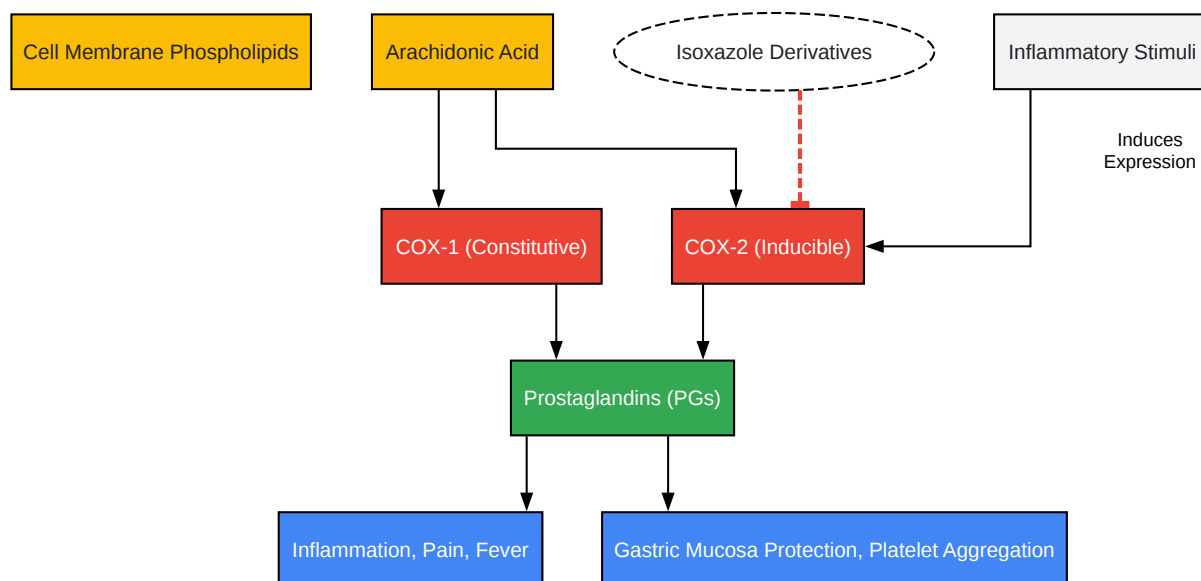 Cell Membrane Phospholipids
Arachidonic Acid
Isoxazole Derivatives
Inflammatory Stimuli
Induces
Expression
COX-1 (Constitutive)
COX-2 (Inducible)
Prostaglandins (PGs)
Inflammation, Pain, Fever
Gastric Mucosa Protection, Platelet Aggregation